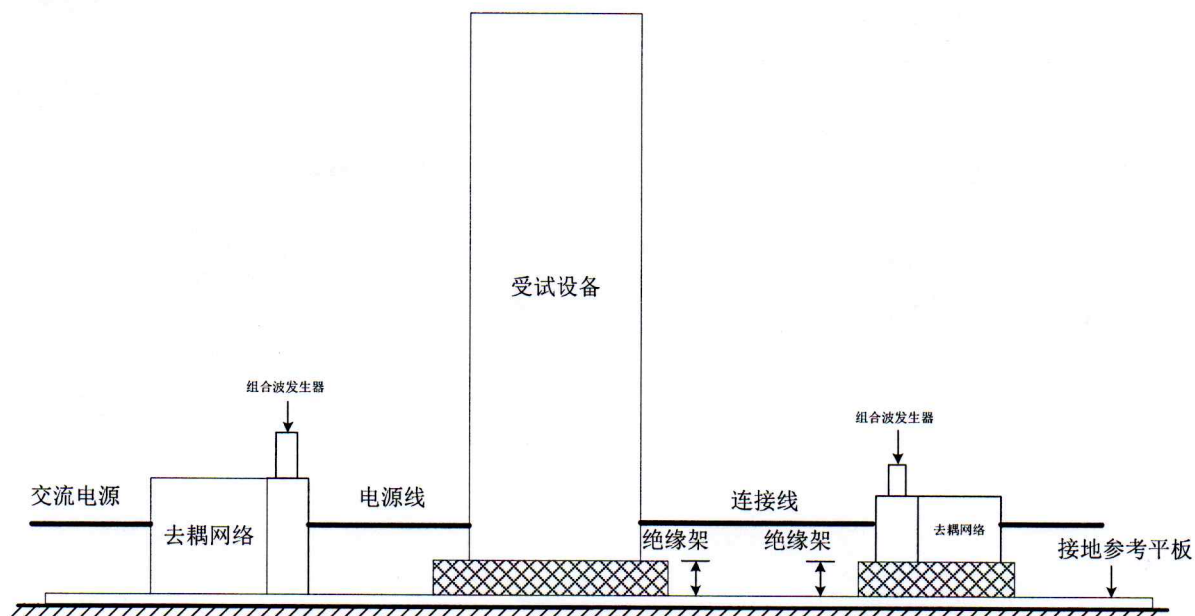 受试设备
组合波发生器
组合波发生器
交流电源
电源线
连接线
去耦网络
去耦网络
绝缘架
绝缘架
接地参考平板